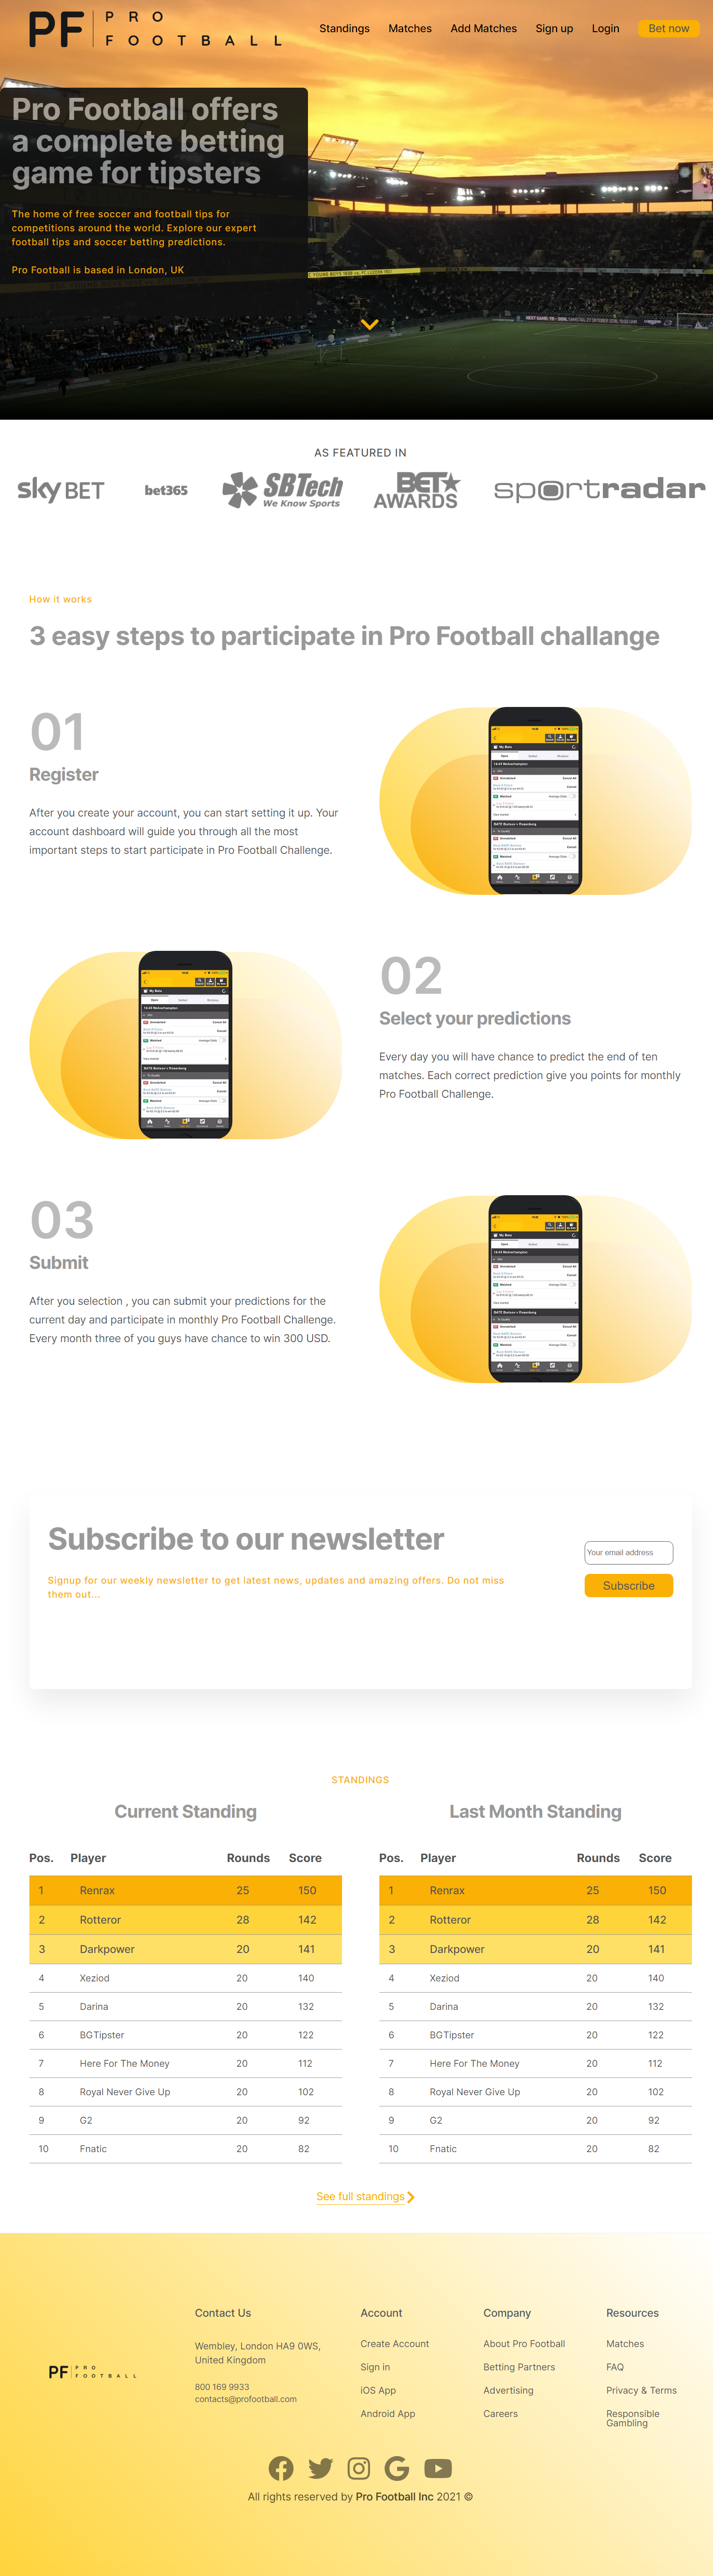 PF PRO
FOOTBALL
Standings Matches Add Matches Sign up Login Bet now
Pro Football offers
a complete betting
game for tipsters
The home of free soccer and football tips for
competitions around the world. Explore our expert
football tips and soccer betting predictions.
Pro Football is based in London, UK
AS FEATURED IN
sky BET bet365 SBTech BET★ sportradar
We Know Sports AWARDS
How it works
3 easy steps to participate in Pro Football challange
01
Register
After you create your account, you can start setting it up. Your
account dashboard will guide you through all the most
important steps to start participate in Pro Football Challenge.
My Bets
02
Select your predictions
Every day you will have chance to predict the end of ten
matches. Each correct prediction give you points for monthly
Pro Football Challenge.
My Bets
03
Submit
After you selection , you can submit your predictions for the
current day and participate in monthly Pro Football Challenge.
Every month three of you guys have chance to win 300 USD.
My Bets
Subscribe to our newsletter
Signup for our weekly newsletter to get latest news, updates and amazing offers. Do not miss
them out...
Your email address
Subscribe
STANDINGS
Current Standing
Pos. Player Rounds Score
1 Renrax 25 150
2 Rotteror 28 142
3 Darkpower 20 141
4 Xeziod 20 140
5 Darina 20 132
6 BGTipster 20 122
7 Here For The Money 20 112
8 Royal Never Give Up 20 102
9 G2 20 92
10 Fnatic 20 82
Last Month Standing
Pos. Player Rounds Score
1 Renrax 25 150
2 Rotteror 28 142
3 Darkpower 20 141
4 Xeziod 20 140
5 Darina 20 132
6 BGTipster 20 122
7 Here For The Money 20 112
8 Royal Never Give Up 20 102
9 G2 20 92
10 Fnatic 20 82
See full standings
PF PRO
FOOTBALL
Contact Us
Wembley, London HA9 0WS,
United Kingdom
800 169 9933
contacts@profootball.com
Account
Create Account
Sign in
iOS App
Android App
Company
About Pro Football
Betting Partners
Advertising
Careers
Resources
Matches
FAQ
Privacy & Terms
Responsible
Gambling
All rights reserved by Pro Football Inc 2021 ©